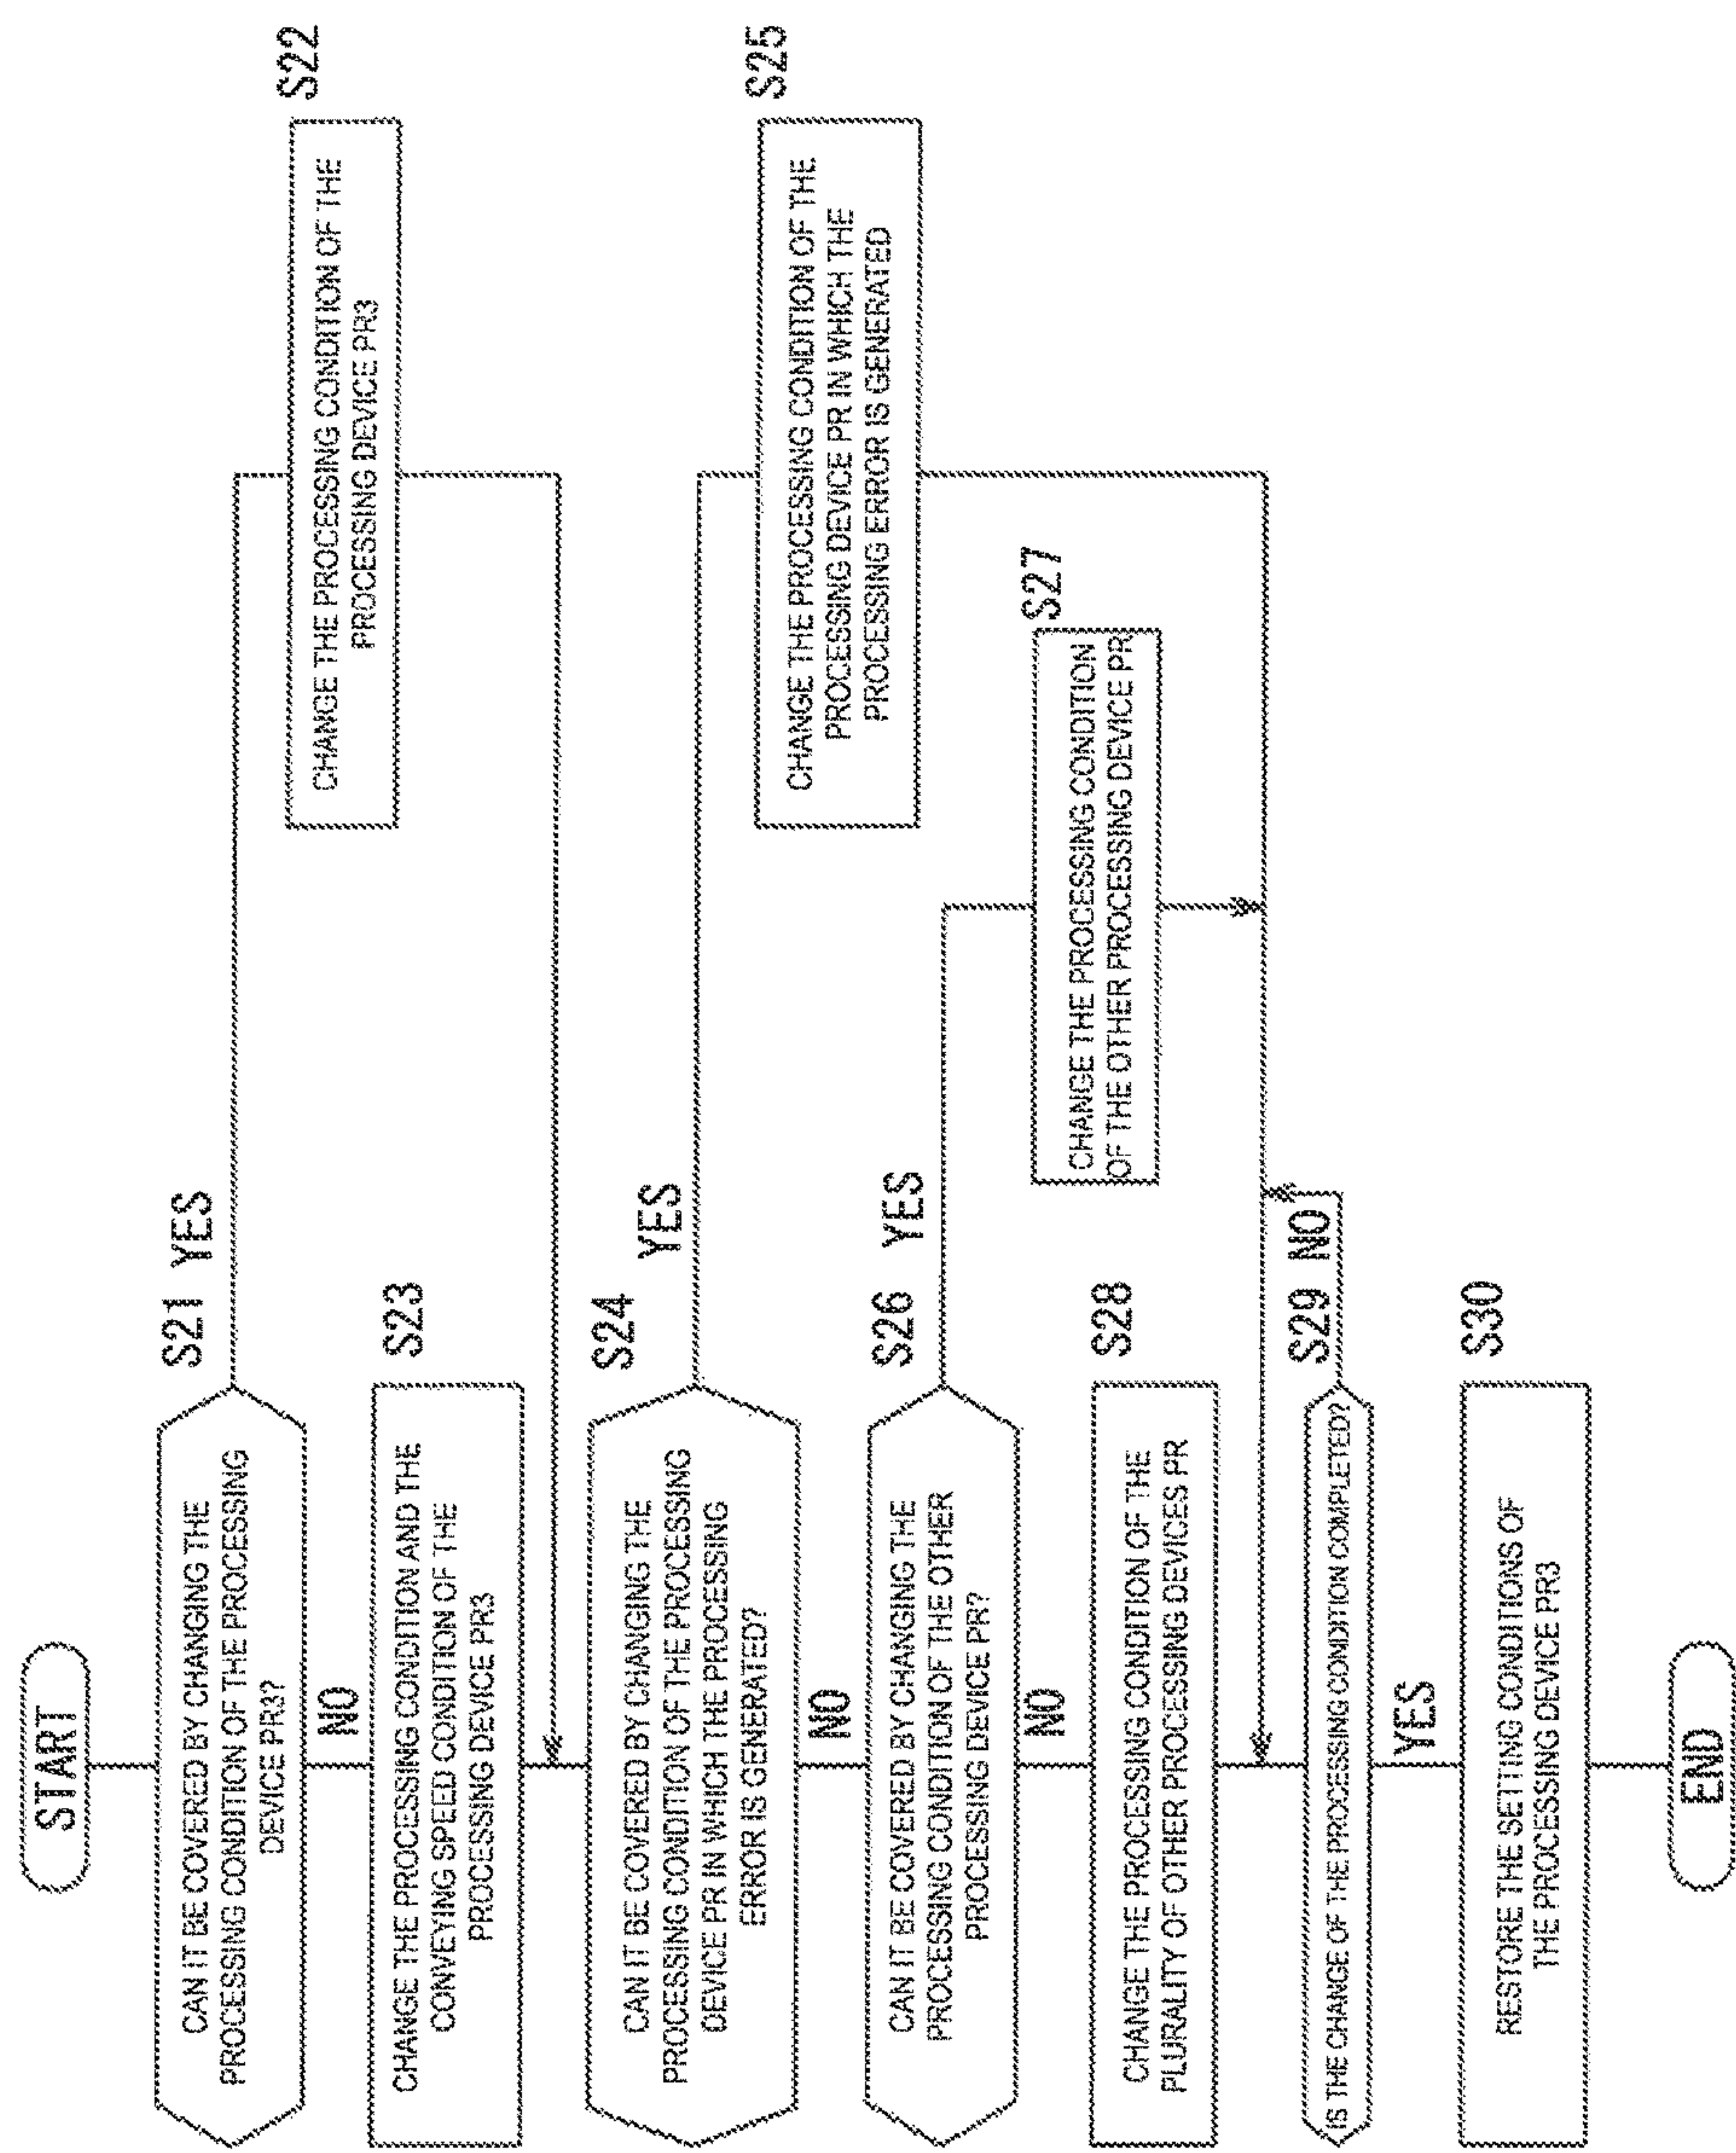 START
S21 YES
CAN IT BE COVERED BY CHANGING THE
PROCESSING CONDITION OF THE PROCESSING
DEVICE PR3?
NO
S22
CHANGE THE PROCESSING CONDITION OF THE
PROCESSING DEVICE PR3
S23
CHANGE THE PROCESSING CONDITION AND THE
CONVEYING SPEED CONDITION OF THE
PROCESSING DEVICE PR3
S24
YES
CAN IT BE COVERED BY CHANGING THE
PROCESSING CONDITION OF THE PROCESSING
DEVICE PR IN WHICH THE PROCESSING
ERROR IS GENERATED?
NO
S25
CHANGE THE PROCESSING CONDITION OF THE
PROCESSING DEVICE PR IN WHICH THE
PROCESSING ERROR IS GENERATED
S26 YES
CAN IT BE COVERED BY CHANGING THE
PROCESSING CONDITION OF THE OTHER
PROCESSING DEVICE PR?
NO
S27
CHANGE THE PROCESSING CONDITION
OF THE OTHER PROCESSING DEVICE PR
S28
CHANGE THE PROCESSING CONDITION OF THE
PLURALITY OF OTHER PROCESSING DEVICES PR
S29 NO
IS THE CHANGE OF THE PROCESSING CONDITION COMPLETED?
YES
S30
RESTORE THE SETTING CONDITIONS OF
THE PROCESSING DEVICE PR3
END